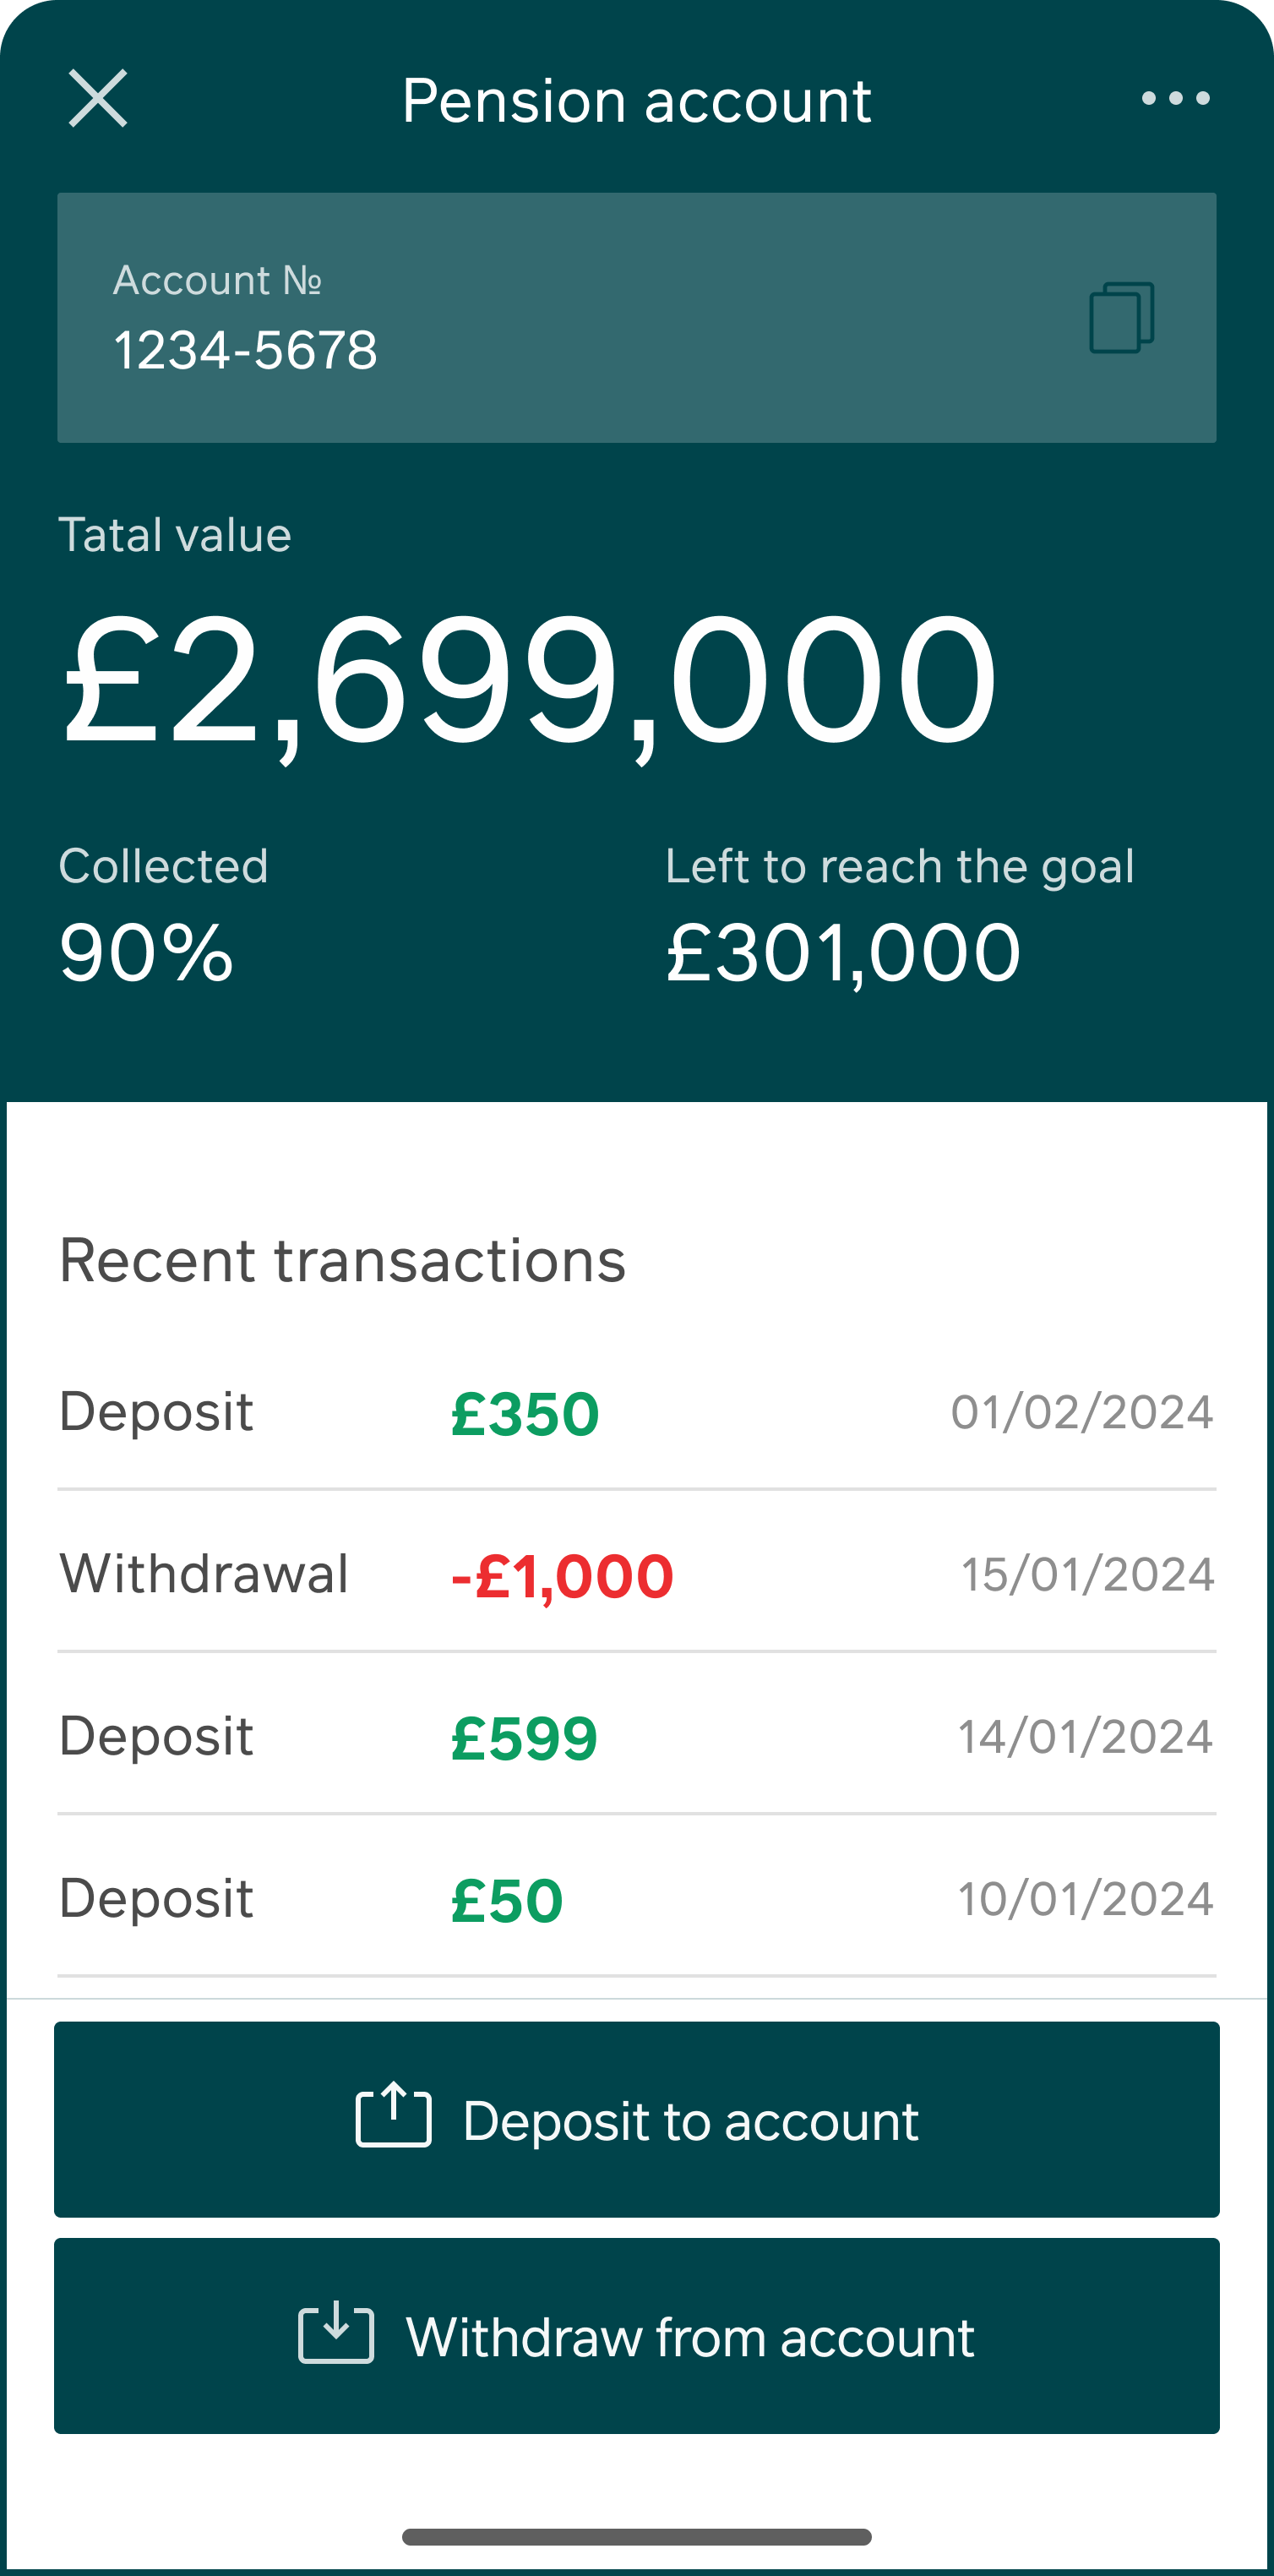 Pension account
Account №
1234-5678
Tatal value
£2,699,000
Collected
Left to reach the goal
90%
£301,000
Recent transactions
Deposit £350 01/02/2024
Withdrawal -£1,000 15/01/2024
Deposit £599 14/01/2024
Deposit £50 10/01/2024
Deposit to account
Withdraw from account